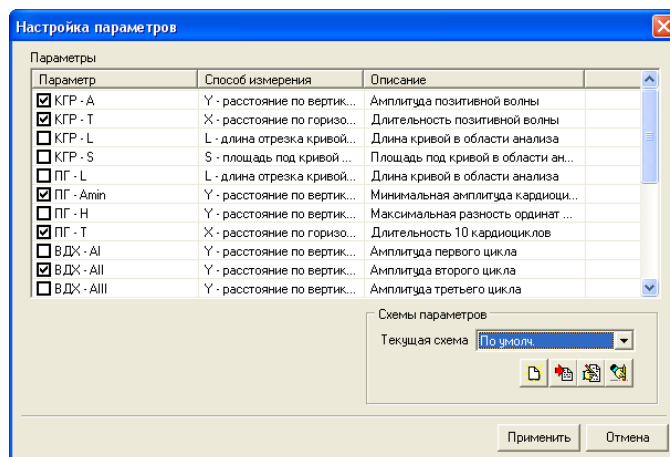 Настройка параметров
Параметры
Параметр Способ измерения Описание
КГР - A Y - расстояние по вертик... Амплитуда позитивной волны
КГР - T X - расстояние по горизо... Длительность позитивной волны
КГР - L L - длина отрезка кривой... Длина кривой в области анализа
КГР - S S - площадь под кривой ... Площадь под кривой в области ан...
ПГ - L L - длина отрезка кривой... Длина кривой в области анализа
ПГ - Amin Y - расстояние по вертик... Минимальная амплитуда кардиоци...
ПГ - H Y - расстояние по вертик... Максимальная разность ординат ...
ПГ - T X - расстояние по горизо... Длительность 10 кардиоциклов
ВДХ - AI Y - расстояние по вертик... Амплитуда первого цикла
ВДХ - AII Y - расстояние по вертик... Амплитуда второго цикла
ВДХ - AIII Y - расстояние по вертик... Амплитуда третьего цикла
Схемы параметров
Текущая схема По умолч.
Применить Отмена